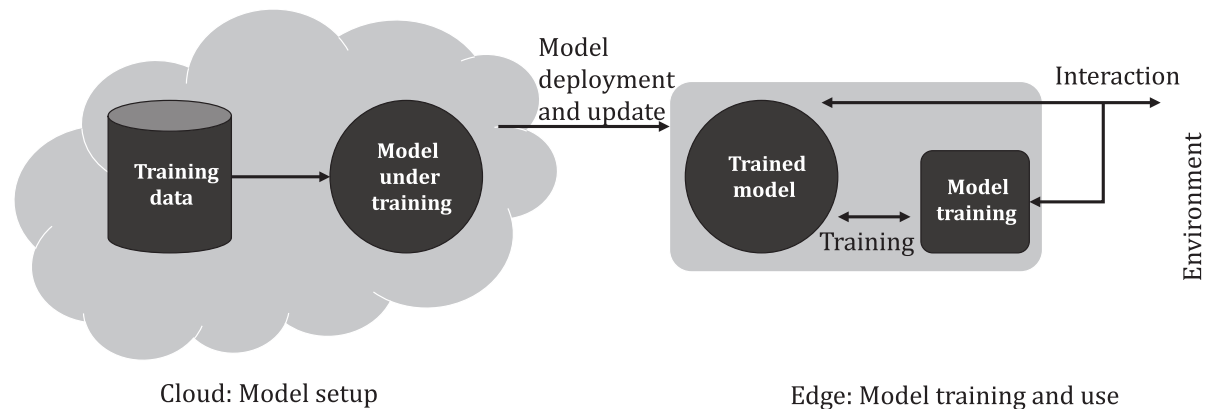 Model
deployment
and update
Interaction
Training
data
Model
under
training
Trained
model
Model
training
Training
Environment
Cloud: Model setup
Edge: Model training and use